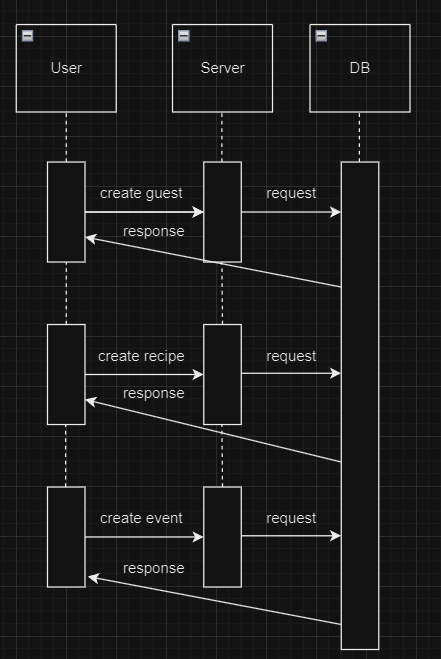 User
Server
DB
create guest
request
response
create recipe
request
response
create event
request
response